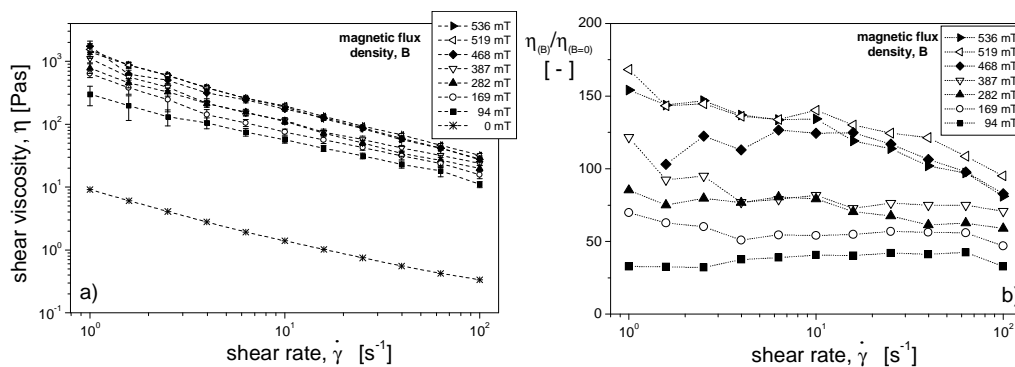 magnetic flux
density, B
536 mT
519 mT
468 mT
387 mT
282 mT
169 mT
94 mT
0 mT
10³
10²
10¹
10⁰
10⁻¹
shear viscosity, η [Pas]
a)
10⁰
10¹
10²
shear rate, γ̇ [s⁻¹]
200
150
100
50
0
η(B)/η(B=0)
[ - ]
magnetic flux
density, B
536 mT
519 mT
468 mT
387 mT
282 mT
169 mT
94 mT
b)
10⁰
10¹
10²
shear rate, γ̇ [s⁻¹]